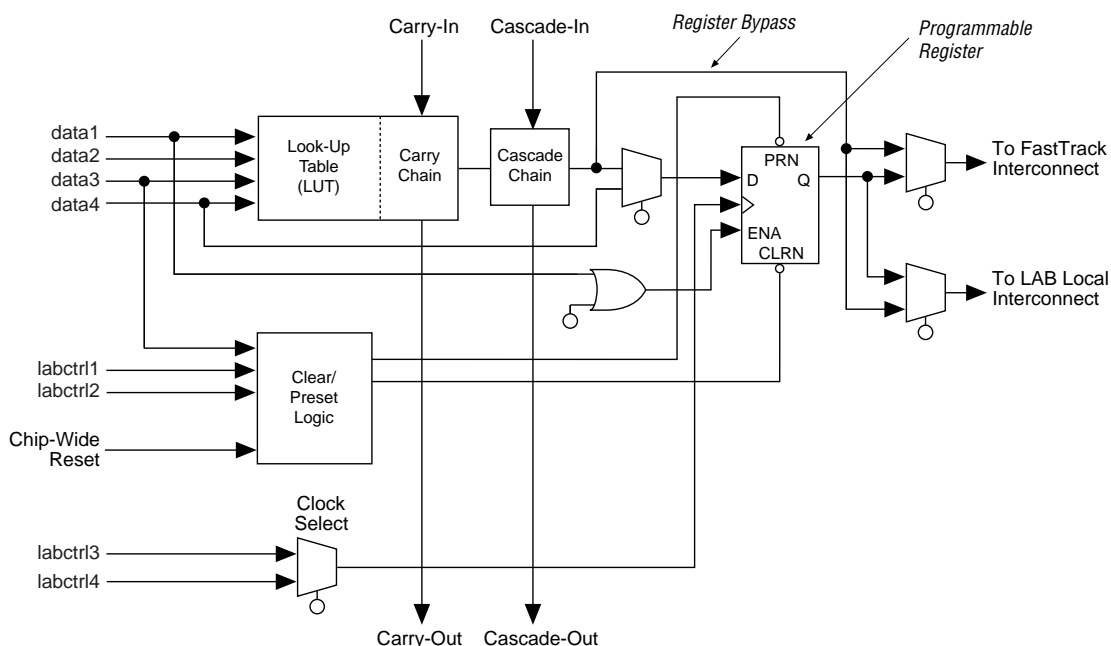 Carry-In
Cascade-In
Register Bypass
Programmable
Register
data1
data2
data3
data4
Look-Up
Table
(LUT)
Carry
Chain
Cascade
Chain
PRN
D
Q
ENA
CLRN
To FastTrack
Interconnect
To LAB Local
Interconnect
labctrl1
labctrl2
Clear/
Preset
Logic
Chip-Wide
Reset
Clock
Select
labctrl3
labctrl4
Carry-Out
Cascade-Out